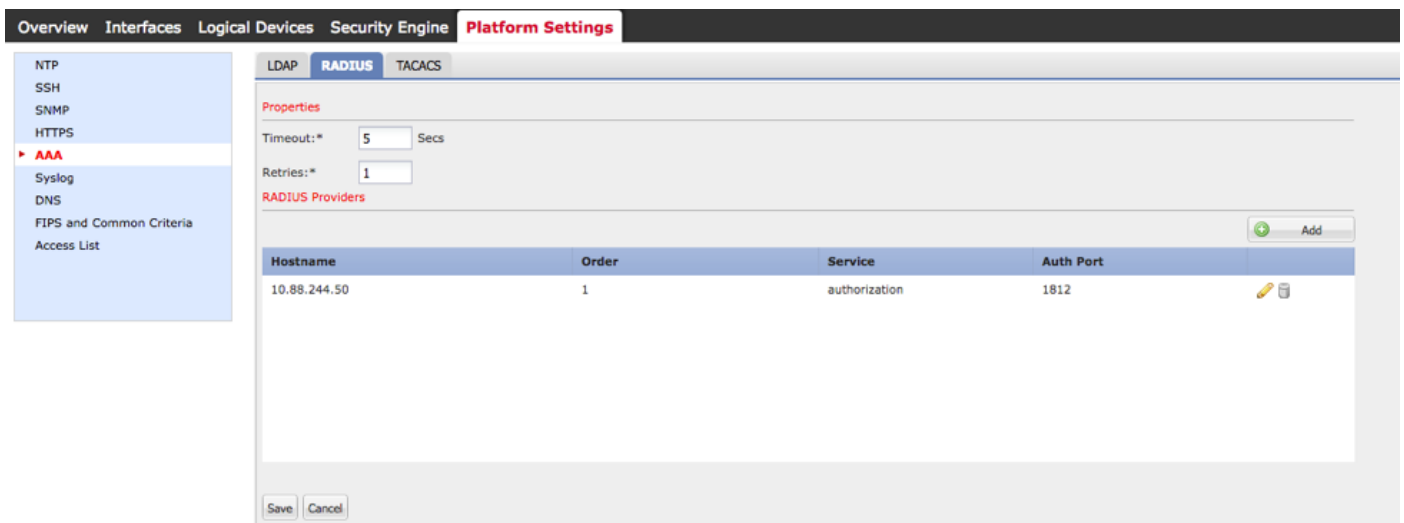 Overview Interfaces Logical Devices Security Engine Platform Settings
NTP
SSH
SNMP
HTTPS
AAA
Syslog
DNS
FIPS and Common Criteria
Access List
LDAP RADIUS TACACS
Properties
Timeout:* 5 Secs
Retries:* 1
RADIUS Providers
Add
Hostname Order Service Auth Port
10.88.244.50 1 authorization 1812
Save Cancel